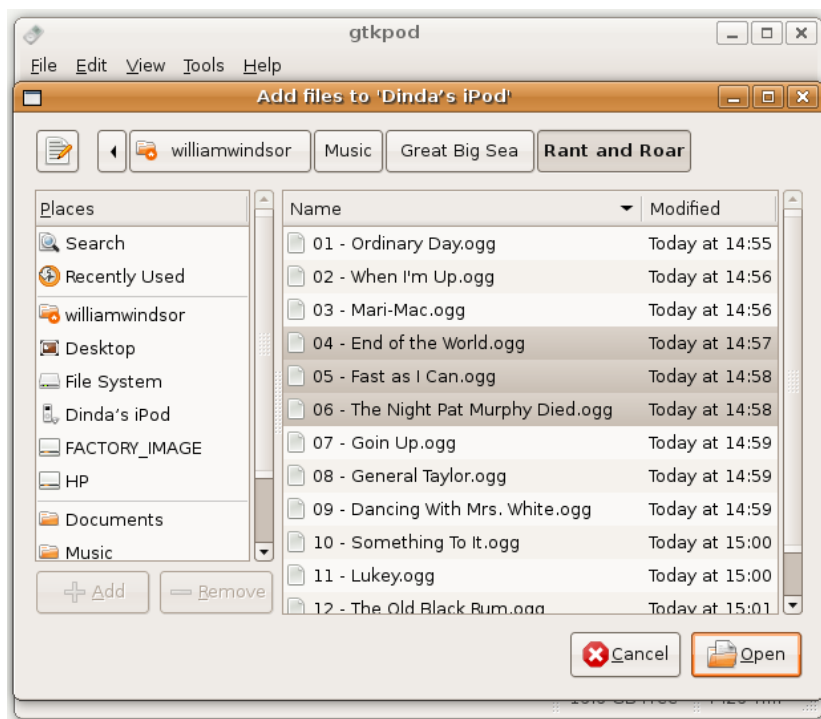 gtkpod
File Edit View Tools Help
Add files to 'Dinda's iPod'
williamwindsor Music Great Big Sea Rant and Roar
Places Name Modified
Search 01 - Ordinary Day.ogg Today at 14:55
Recently Used 02 - When I'm Up.ogg Today at 14:56
williamwindsor 03 - Mari-Mac.ogg Today at 14:56
Desktop 04 - End of the World.ogg Today at 14:57
File System 05 - Fast as I Can.ogg Today at 14:58
Dinda's iPod 06 - The Night Pat Murphy Died.ogg Today at 14:58
FACTORY_IMAGE 07 - Goin Up.ogg Today at 14:59
HP 08 - General Taylor.ogg Today at 14:59
Documents 09 - Dancing With Mrs. White.ogg Today at 14:59
Music 10 - Something To It.ogg Today at 15:00
11 - Lukey.ogg Today at 15:00
12 - The Old Black Rum.ogg Today at 15:01
Add Remove
Cancel Open